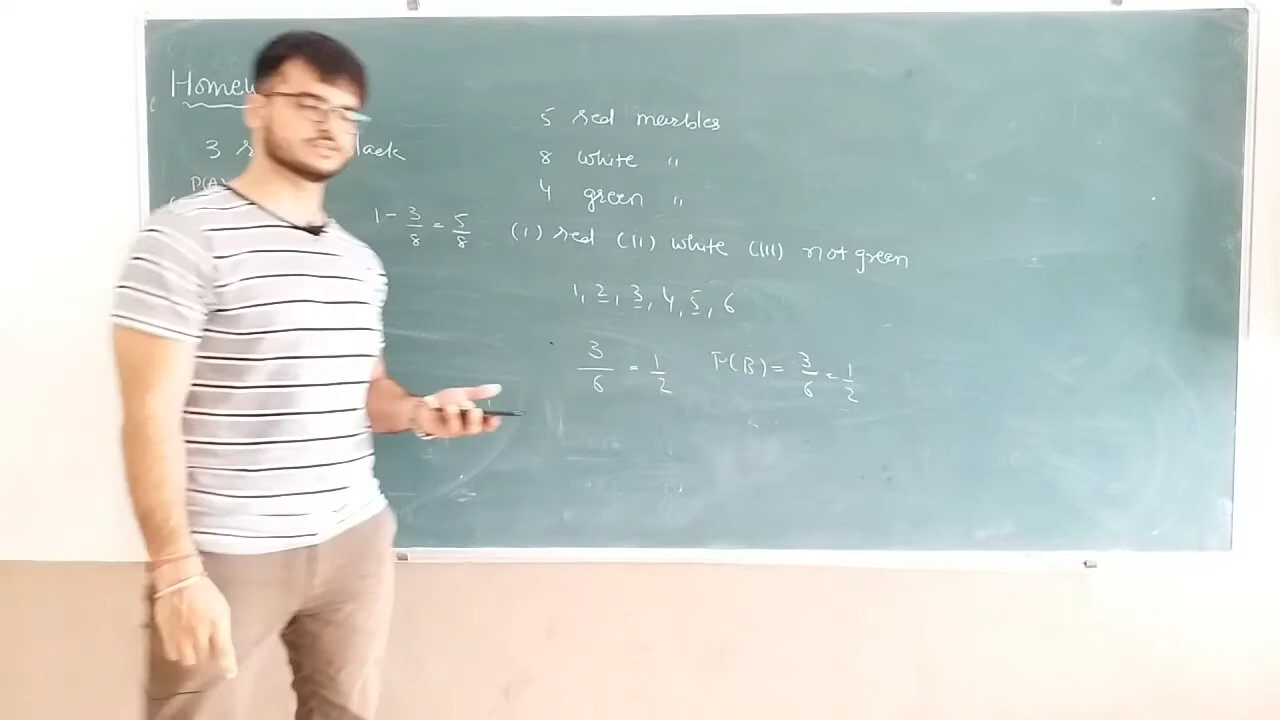 Homew
3
P(A)
1 - 3/8 = 5/8
5 red marbles
8 white "
4 green "
(i) red (ii) white (iii) not green
1, 2, 3, 4, 5, 6
3/6 = 1/2 P(B) = 3/6 = 1/2